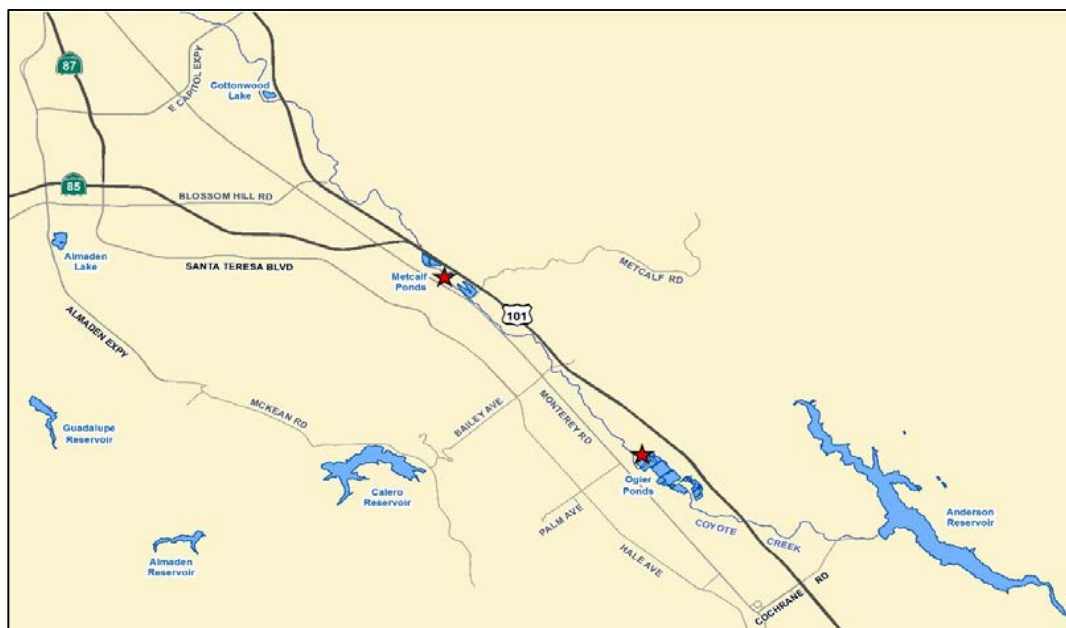 87
E CAPITOL EXPY
Cottonwood
Lake
85
BLOSSOM HILL RD
Almaden
Lake
SANTA TERESA BLVD
Metcalf
Ponds
METCALF RD
101
ALMADEN EXPY
MCKEAN RD
BAILEY AVE
MONTEREY RD
Guadalupe
Reservoir
Calero
Reservoir
Ogier
Ponds
PALM AVE
COYOTE
CREEK
Anderson
Reservoir
HALE AVE
Almaden
Reservoir
COCHRANE RD